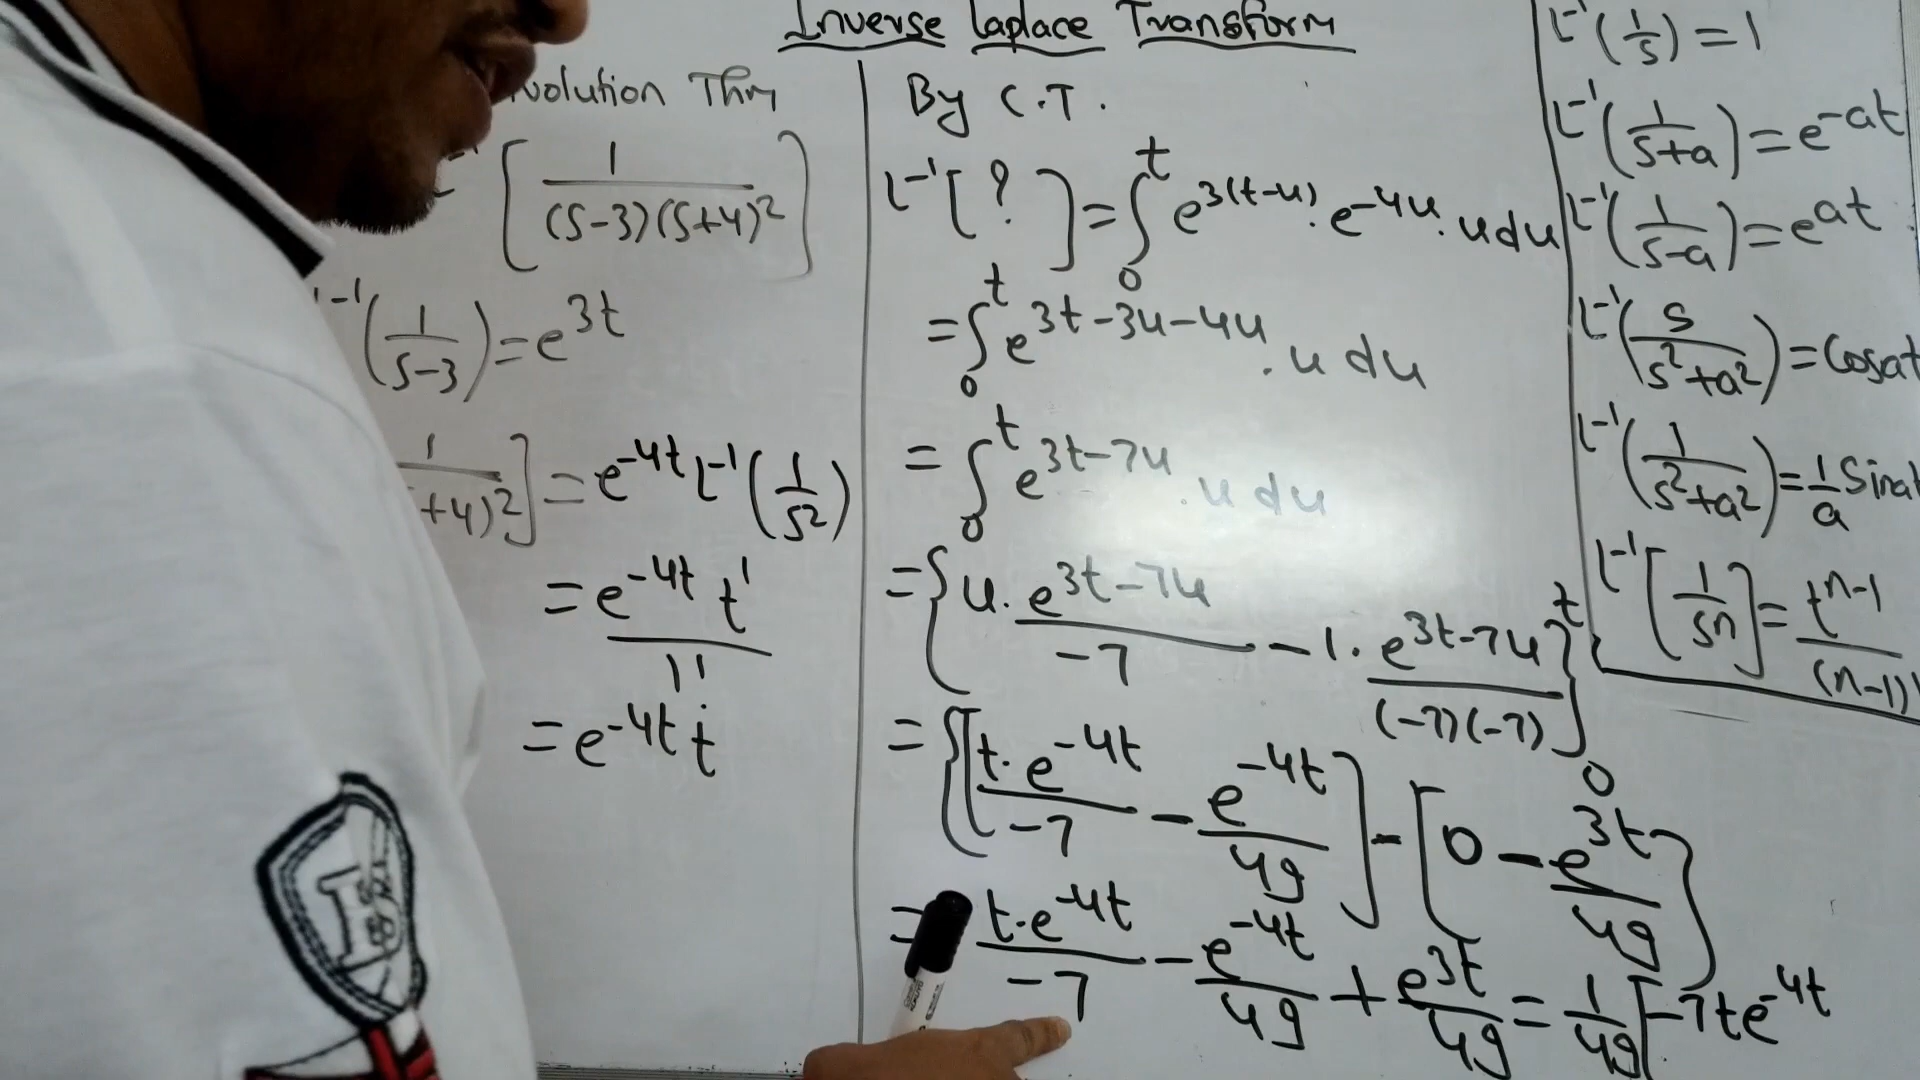 Inverse Laplace Transform
volution Thm
[1/(s-3)(s+4)²]
L⁻¹(1/s-3) = e^3t
1/+4)²] = e^-4t L⁻¹(1/s²)
= e^-4t t¹/1!
= e^-4t t
By C.T.
L⁻¹[?] = ∫₀^t e^3(t-u) . e^-4u . u du
= ∫₀^t e^3t-3u-4u . u du
= ∫₀^t e^3t-7u . u du
= {u. e^3t-7u/-7 - 1. e^3t-7u/(-7)(-7)}₀^t
= {[t. e^-4t/-7 - e^-4t/49] - [0 - e^3t/49]}
= t.e^-4t/-7 - e^-4t/49 + e^3t/49 = 1/49[-7te^-4t
L⁻¹(1/s) = 1
L⁻¹(1/s+a) = e^-at
L⁻¹(1/s-a) = e^at
L⁻¹(s/s²+a²) = Cosat
L⁻¹(1/s²+a²) = 1/a Sinat
L⁻¹[1/sⁿ] = t^n-1/(n-1)!